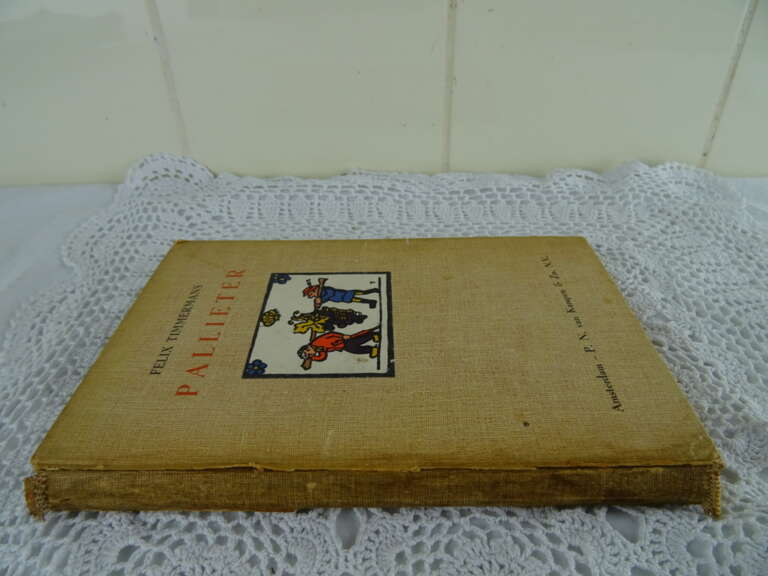 FELIX TIMMERMANS
PALLIETER
Amsterdam – P. N. van Kampen & Zn. N.V.